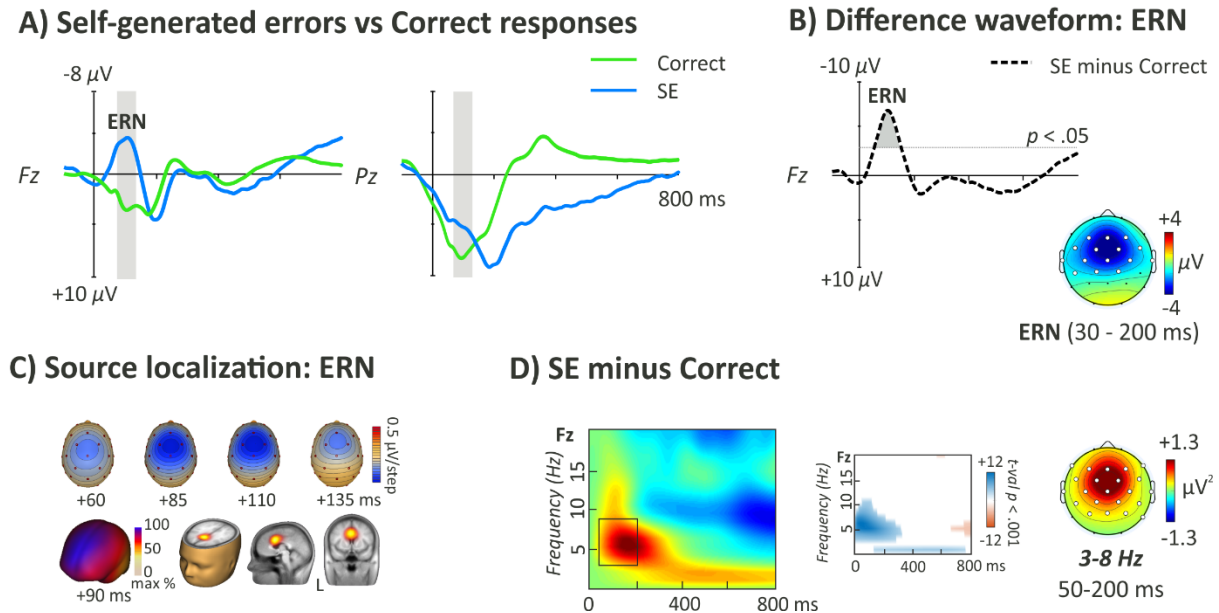 A) Self-generated errors vs Correct responses
-8 µV
ERN
Fz
+10 µV
Correct
SE
Pz
800 ms
B) Difference waveform: ERN
-10 µV
SE minus Correct
ERN
p < .05
Fz
+10 µV
+4
µV
-4
ERN (30 - 200 ms)
C) Source localization: ERN
0.5 µV/step
+60
+85
+110
+135 ms
100
50
0
max %
+90 ms
L
D) SE minus Correct
Fz
Frequency (Hz)
15
10
5
0
400
800 ms
Fz
Frequency (Hz)
15
10
5
0
400
800 ms
+12
-12
t-val p < .001
+1.3
µV²
-1.3
3-8 Hz
50-200 ms